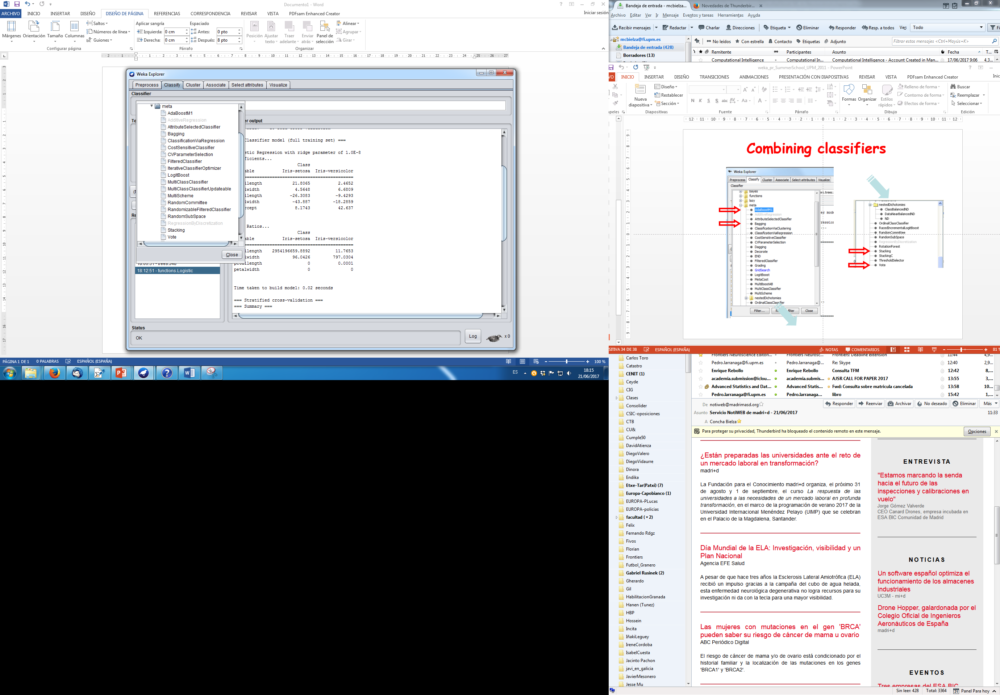 Documento1 - Word
ARCHIVO INICIO INSERTAR DISEÑO DISEÑO DE PÁGINA REFERENCIAS CORRESPONDENCIA REVISAR VISTA PDFsam Enhanced Creator Iniciar sesión
Márgenes Orientación Tamaño Columnas
Saltos
Números de línea
Guiones
Configurar página
Aplicar sangría Espaciado
Izquierda: 0 cm Antes: 0 pto
Derecha: 0 cm Después: 8 pto
Párrafo
Posición Ajustar texto Traer adelante Enviar atrás Panel de selección
Alinear
Agrupar
Girar
Organizar
Weka Explorer
Preprocess Classify Cluster Associate Select attributes Visualize
Classifier
meta
AdaBoostM1
AdditiveRegression
AttributeSelectedClassifier
Bagging
ClassificationViaRegression
CostSensitiveClassifier
CVParameterSelection
FilteredClassifier
IterativeClassifierOptimizer
LogitBoost
MultiClassClassifier
MultiClassClassifierUpdateable
MultiScheme
RandomCommittee
RandomizableFilteredClassifier
RandomSubSpace
RegressionByDiscretization
Stacking
Vote
Close
18:12:51 - functions.Logistic
er output
Classifier model (full training set) ===
stic Regression with ridge parameter of 1.0E-8
ficients...
Class
able Iris-setosa Iris-versicolor
llength 21.8065 2.4652
lwidth 4.5648 6.6809
llength -26.3083 -9.4293
lwidth -43.887 -18.2859
rcept 8.1743 42.637
Ratios...
Class
able Iris-setosa Iris-versicolor
llength 2954196659.8892 11.7653
lwidth 96.0426 797.0304
petallength 0 0.0001
petalwidth 0 0
Time taken to build model: 0.02 seconds
=== Stratified cross-validation ===
=== Summary ===
Status
OK
Log
x 0
PÁGINA 1 DE 1 0 PALABRAS ESPAÑOL (ESPAÑA) 100 %
ES 18:15
21/06/2017
Bandeja de entrada - mcbielza... Novedades de Thunderbir...
Archivo Editar Ver Ir Mensaje Eventos y tareas Herramientas Ayuda
Recibir mensajes Redactar Charlar Direcciones Etiqueta Eliminar Responder Resp. a todos Ver: Todo
mcbielza@fi.upm.es
Bandeja de entrada (428)
Borradores (13)
No leídos Con estrella Contacto Etiquetas Adjunto Filtrar estos mensajes <Ctrl+Mayús+K>
Remitente Participantes Asunto Fecha T...
Computational Intelligence Computational In... Computational Intelligence - Account Created in Man... 17/06/2017 9:06 4,3...
weka_pr_SummerSchool_UPM_2011 - PowerPoint
INICIO INSERTAR DISEÑO TRANSICIONES ANIMACIONES PRESENTACIÓN CON DIAPOSITIVAS REVISAR VISTA PDFsam Enhanced Creator Inic
Nueva diapositiva
Diseño
Restablecer
Sección
Diapositivas
Fuente
Párrafo
Formas Organizar Estilos rápidos
Relleno de forma
Contorno de forma
Efectos de forma
Dibujo
Buscar
Reemplazar
Seleccionar
Edición
Combining classifiers
Weka Explorer
Preprocess Classify Cluster Associate Select attributes Visualize
Classifier
bayes
functions
lazy
meta
AdaBoostM1
AdditiveRegression
AttributeSelectedClassifier
Bagging
ClassificationViaClustering
ClassificationViaRegression
CostSensitiveClassifier
CVParameterSelection
Dagging
Decorate
END
FilteredClassifier
Grading
GridSearch
LogitBoost
MetaCost
MultiBoostAB
MultiClassClassifier
MultiScheme
nestedDichotomies
OrdinalClassClassifier
Filter... Close
nestedDichotomies
ClassBalancedND
DataNearBalancedND
ND
OrdinalClassClassifier
RacedIncrementalLogitBoost
RandomCommittee
RandomSubSpace
RegressionByDiscretization
RotationForest
Stacking
StackingC
ThresholdSelector
Vote
SITIVA 34 DE 38 ESPAÑOL (ESPAÑA) NOTAS COMENTARIOS 81 %
Carlos Toro
Catastro
CENIT (1)
Ceyde
CIG
Clases
Consolider
CSIC-oposiciones
CTB
CU&
Cumple50
DavidAtienza
DiegoValero
DiegoVidaurre
Dinora
Endika
Etxe-Tar(Patxi) (7)
Europa-Capobianco (1)
EUROPA-PLucas
EUROPA-policias
facultad (▾ 2)
Felix
Fernando Rdgz
Fivos
Florian
Frontiers
Futbol_Granero
Gabriel Rusinek (2)
Gherardo
Gil
HabilitacionGranada
Hanen (Tunez)
HBP
Hossein
Incita
IñakiLeguey
IreneCordoba
IsabelCuesta
Jacinto Pachon
javi_en_galicia
JavierMesonero
Jesse Mu
Frontiers Neuroscience Editori... Frontiers Neurosc... Frontiers: Deadline extension 11:44 4,9...
Pedro.larranaga@fi.upm.es Pedro.larranaga@... Re: Skype 12:40 2,9...
Enrique Rebollo Enrique Rebollo Consulta TFM 12:42 8,...
academia.submission@iclou... academia.submis... AJSR CALL FOR PAPER 2017 13:55 3,...
Advanced Statistics and Dat... Advanced Statis... Fwd: Consulta sobre matricula cancelada 13:58 10...
Pedro.larranaga@fi.upm.es Pedro.larranaga... libro 15:42 1,...
De notiweb@madrimasd.org Responder Reenviar Archivar No deseado Eliminar Más
Asunto Servicio NotiWEB de madri+d - 21/06/2017 11:33
A Concha Bielza
Para proteger su privacidad, Thunderbird ha bloqueado el contenido remoto en este mensaje. Opciones
¿Están preparadas las universidades ante el reto de
un mercado laboral en transformación?
madri+d
La Fundación para el Conocimiento madri+d organiza, el próximo 31
de agosto y 1 de septiembre, el curso La respuesta de las
universidades a las necesidades de un mercado laboral en profunda
transformación, en el marco de la programación de verano 2017 de la
Universidad Internacional Menéndez Pelayo (UIMP) que se celebran
en el Palacio de la Magdalena, Santander.
Día Mundial de la ELA: Investigación, visibilidad y un
Plan Nacional
Agencia EFE Salud
A pesar de que hace tres años la Esclerosis Lateral Amiotrófica (ELA)
recibió un impulso gracias a la campaña del cubo de agua helada,
esta enfermedad neurológica degenerativa no logra recursos para su
investigación ni da con la tecla para una mayor visibilidad.
Las mujeres con mutaciones en el gen 'BRCA'
pueden saber su riesgo de cáncer de mama u ovario
ABC Periódico Digital
El riesgo de cáncer de mama y/o de ovario está condicionado por el
historial familiar y la localización de las mutaciones en los genes
'BRCA1' y 'BRCA2'.
ENTREVISTA
"Estamos marcando la senda
hacia el futuro de las
inspecciones y calibraciones en
vuelo"
Jorge Gómez Valverde
CEO Canard Drones, empresa incubada en
ESA BIC Comunidad de Madrid
NOTICIAS
Un software español optimiza el
funcionamiento de los almacenes
industriales
UC3M - mi+d
Drone Hopper, galardonada por el
Colegio Oficial de Ingenieros
Aeronáuticos de España
madri+d
EVENTOS
Tres empresas del ESA BIC
Sin leer: 428 Total: 3364 Panel Para hoy